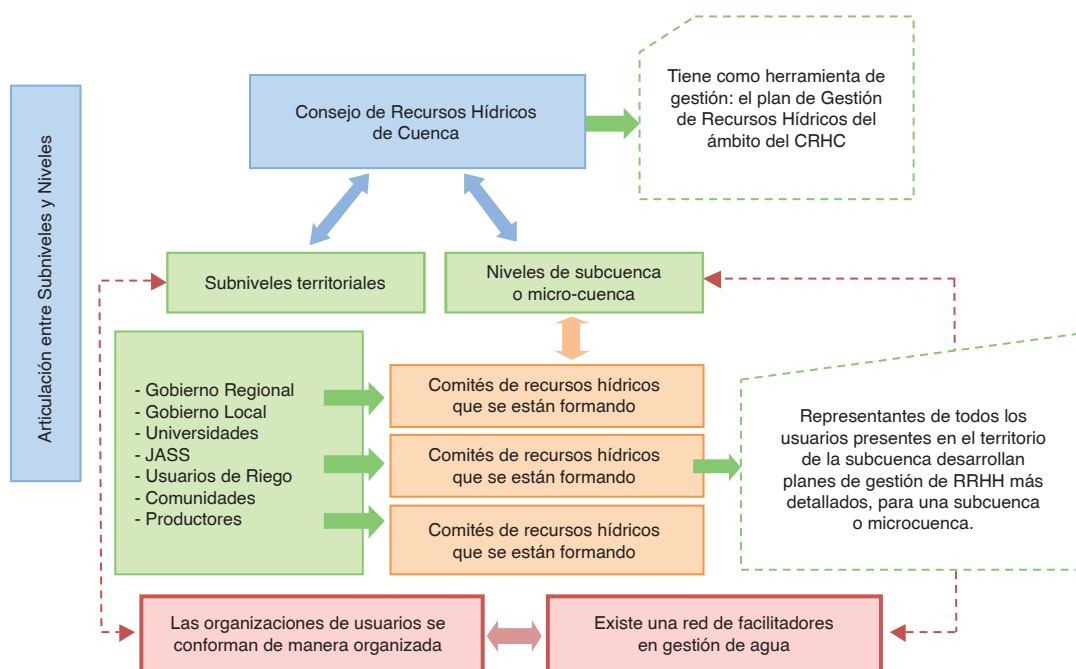 Articulación entre Subniveles y Niveles
Consejo de Recursos Hídricos
de Cuenca
Tiene como herramienta de
gestión: el plan de Gestión
de Recursos Hídricos del
ámbito del CRHC
Subniveles territoriales
Niveles de subcuenca
o micro-cuenca
- Gobierno Regional
- Gobierno Local
- Universidades
- JASS
- Usuarios de Riego
- Comunidades
- Productores
Comités de recursos hídricos
que se están formando
Comités de recursos hídricos
que se están formando
Comités de recursos hídricos
que se están formando
Representantes de todos los
usuarios presentes en el territorio
de la subcuenca desarrollan
planes de gestión de RRHH más
detallados, para una subcuenca
o microcuenca.
Las organizaciones de usuarios se
conforman de manera organizada
Existe una red de facilitadores
en gestión de agua